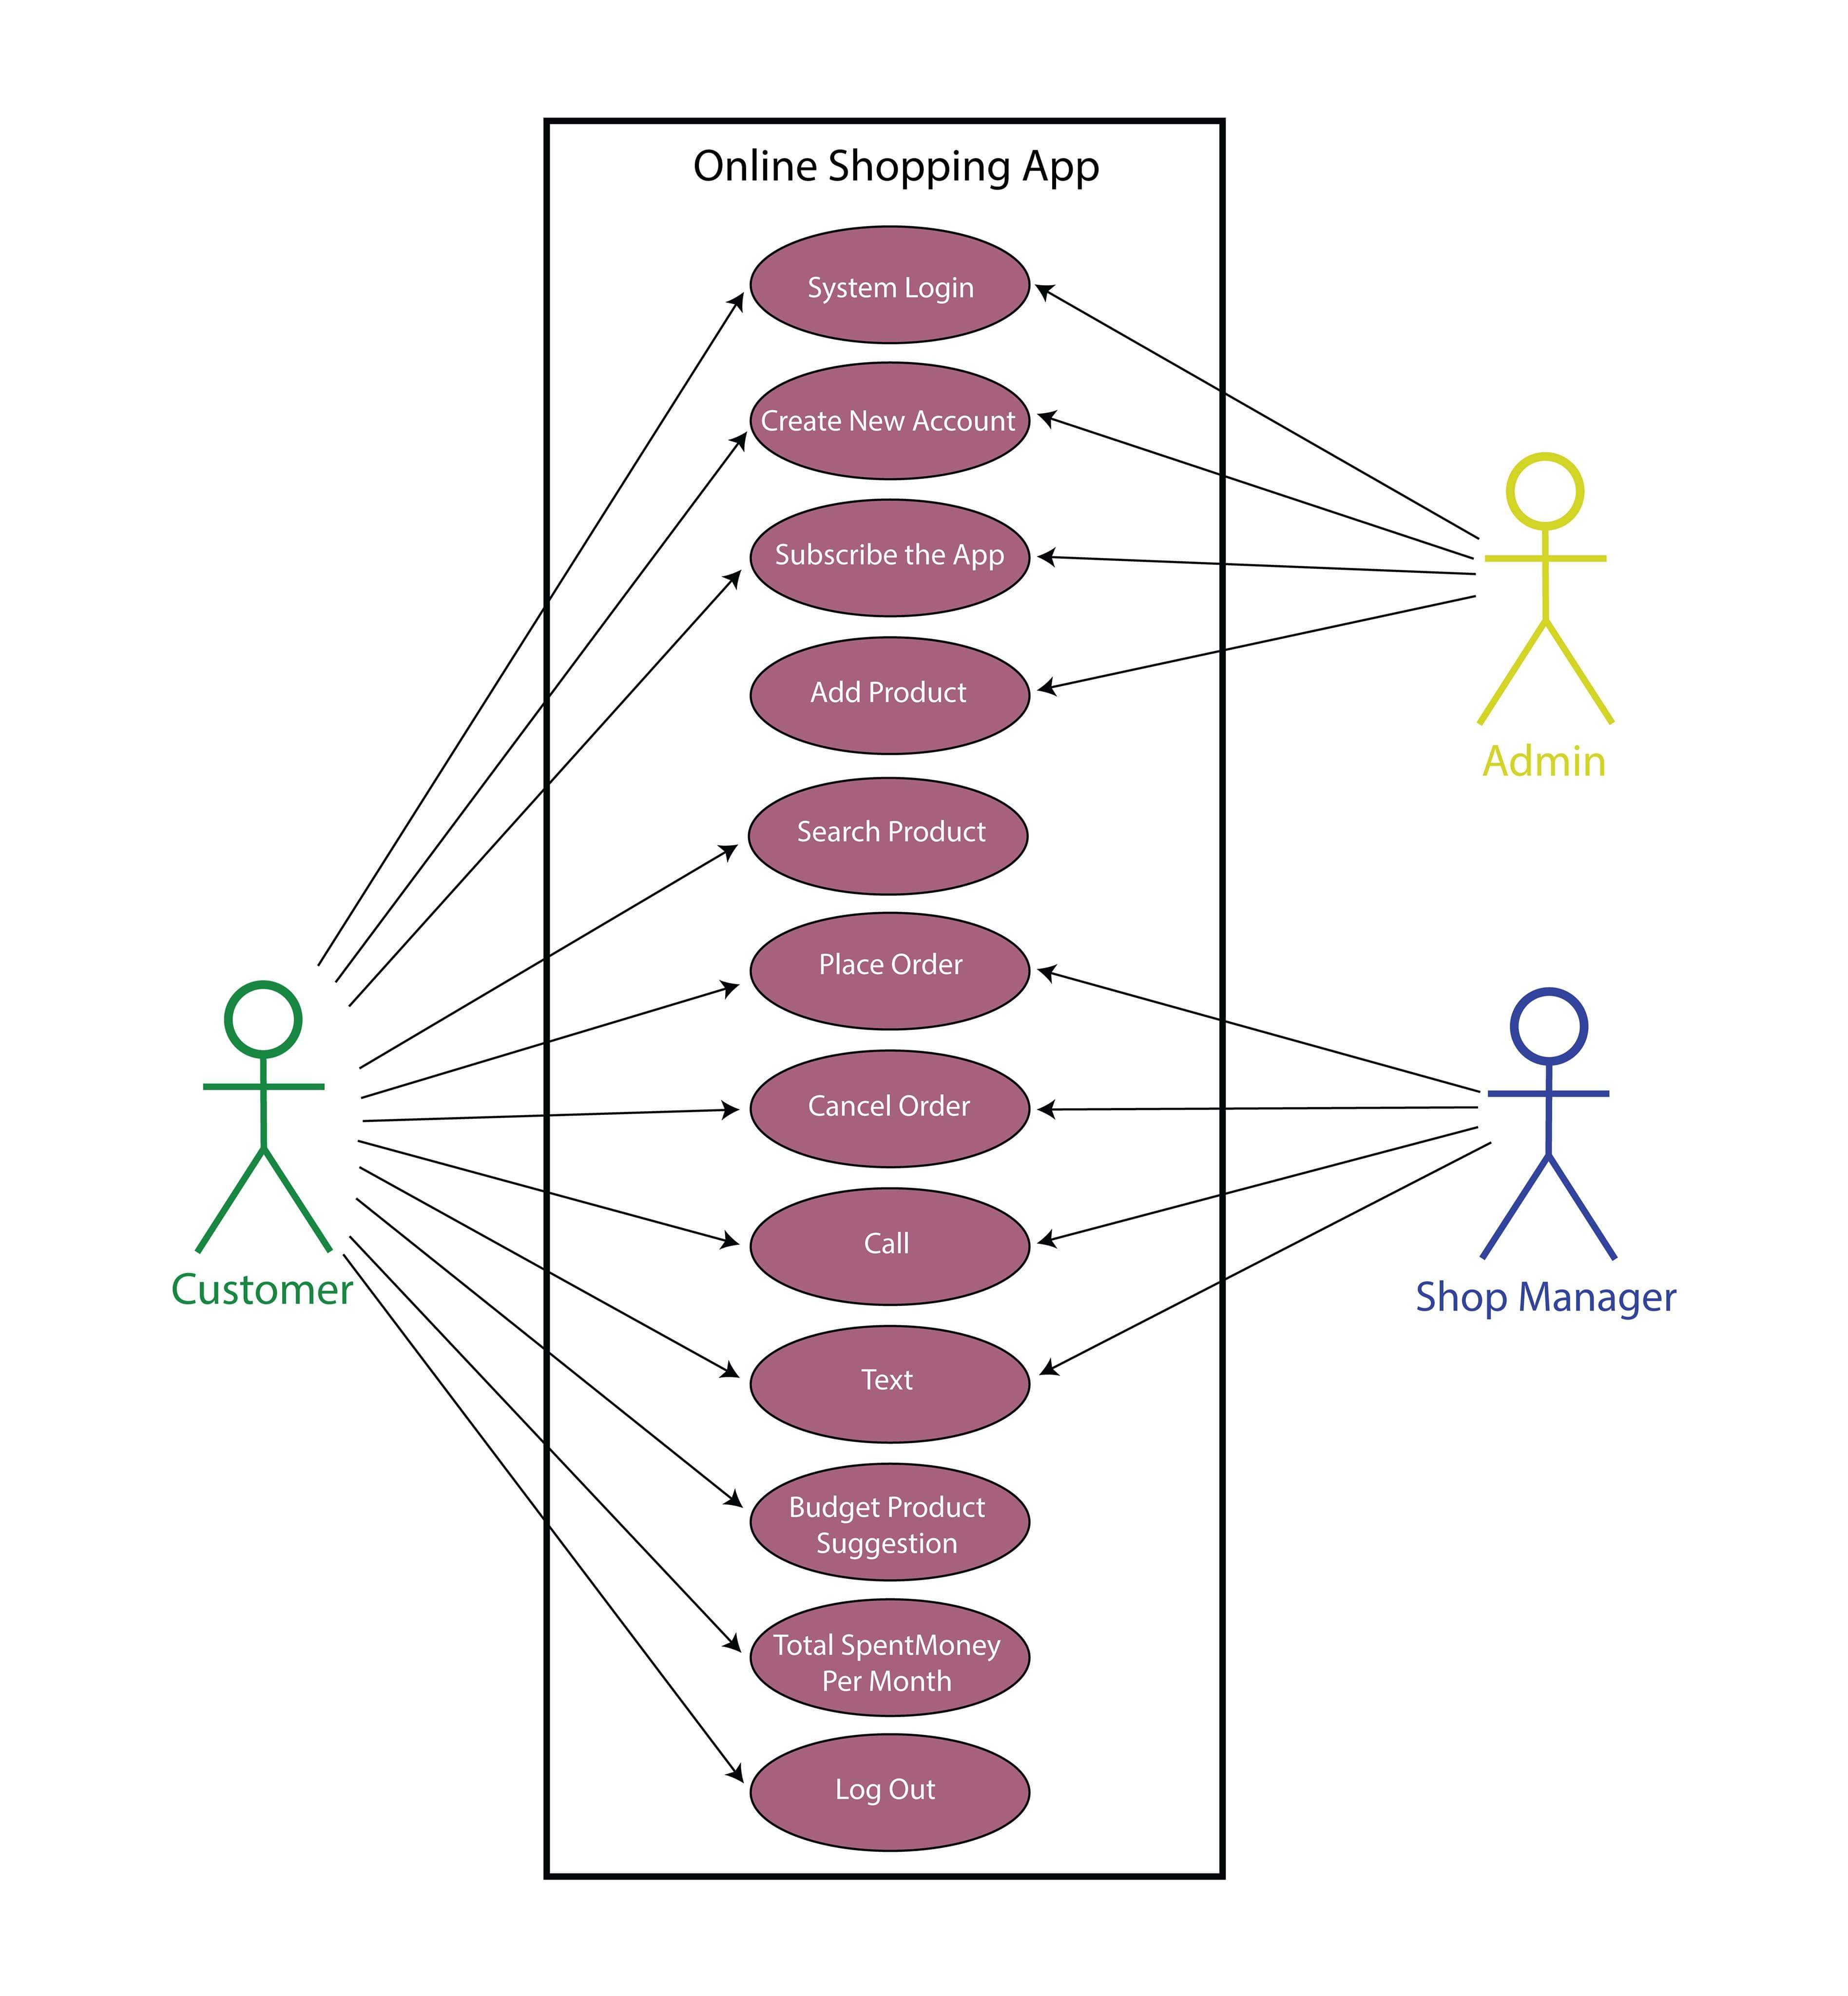 Online Shopping App
System Login
Create New Account
Subscribe the App
Add Product
Admin
Search Product
Place Order
Cancel Order
Call
Customer
Shop Manager
Text
Budget Product
Suggestion
Total SpentMoney
Per Month
Log Out